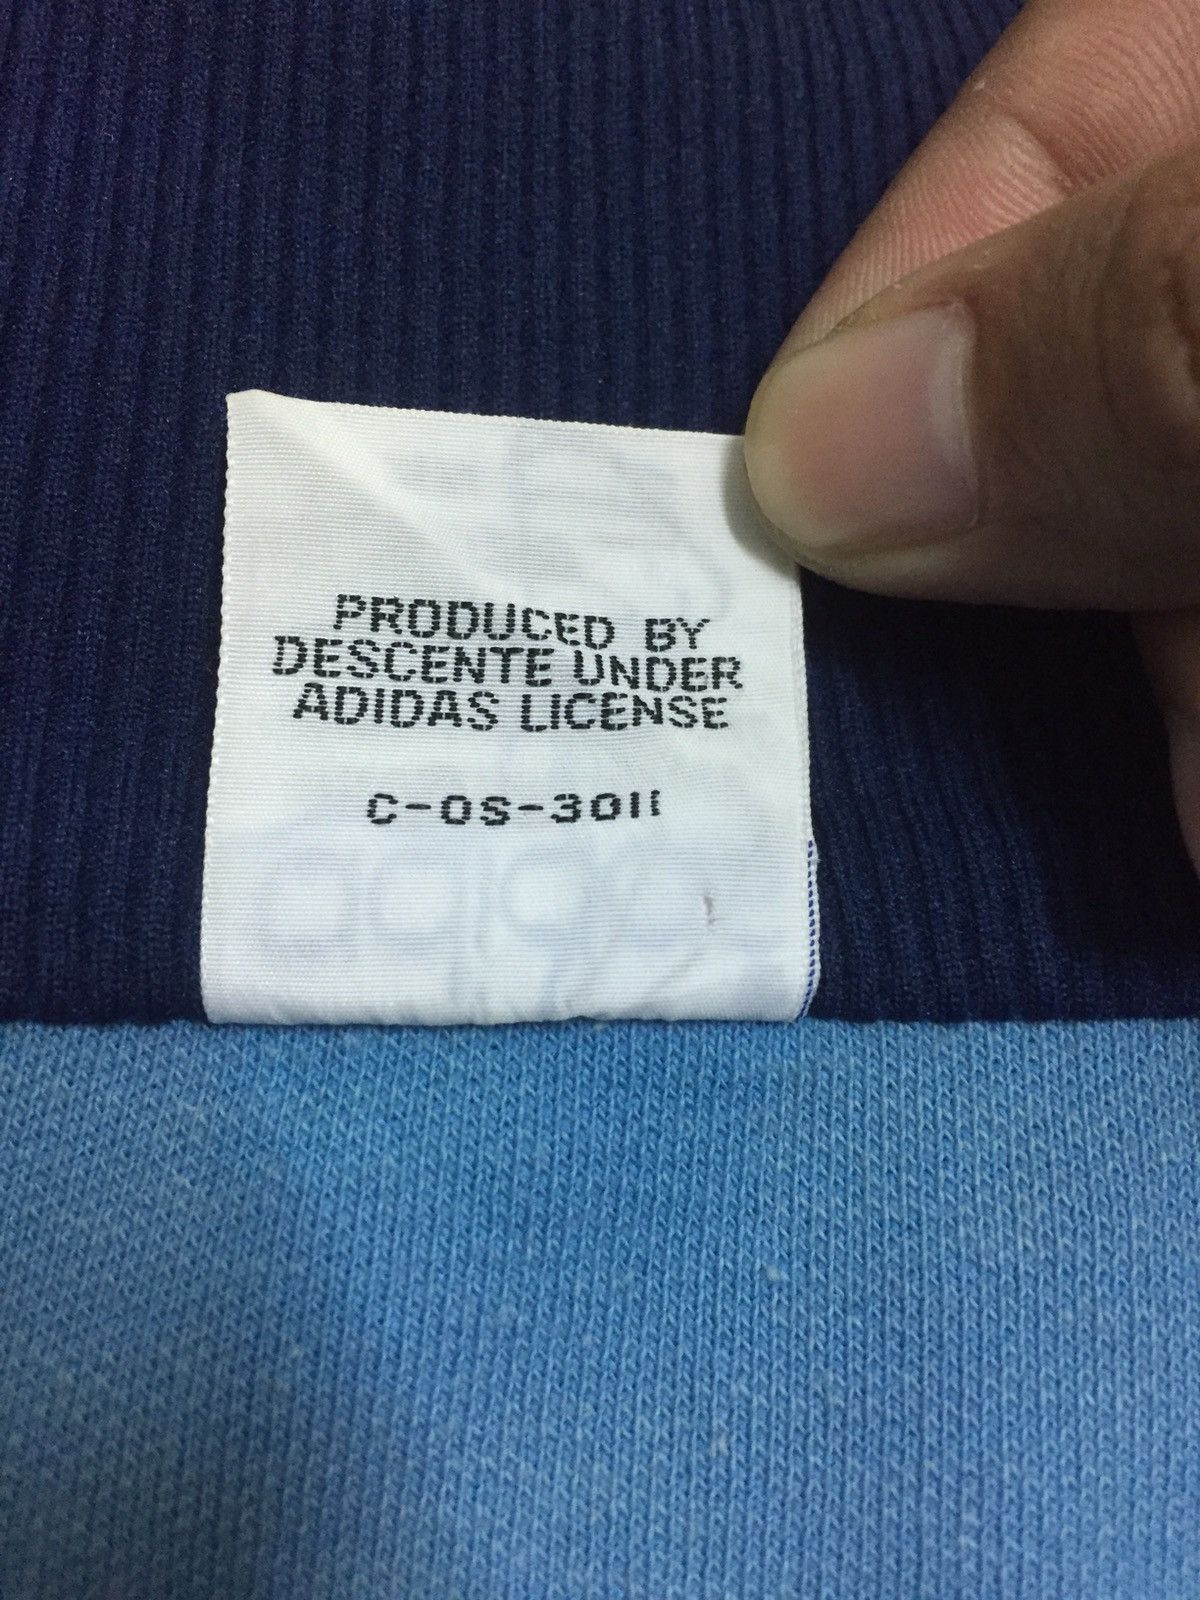 PRODUCED BY
DESCENTE UNDER
ADIDAS LICENSE
C-OS-3011